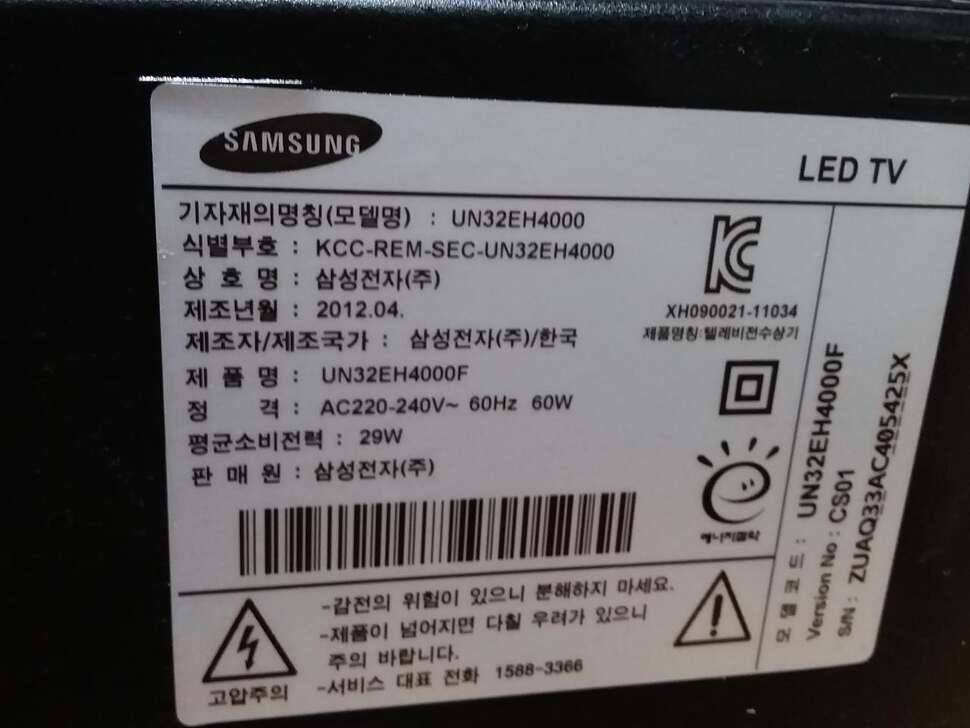 SAMSUNG
LED TV
기자재의명칭(모델명) : UN32EH4000
식별부호 : KCC-REM-SEC-UN32EH4000
상 호 명 : 삼성전자(주)
제조년월 : 2012.04.
제조자/제조국가 : 삼성전자(주)/한국
제 품 명 : UN32EH4000F
정 격 : AC220-240V~ 60Hz 60W
평균소비전력 : 29W
판 매 원 : 삼성전자(주)
XH090021-11034
제품명칭:텔레비전수상기
에너지절약
모 델 코 드 : UN32EH4000F
Version No : CS01
S/N : ZUAQ33AC405425X
고압주의
-감전의 위험이 있으니 분해하지 마세요.
-제품이 넘어지면 다칠 우려가 있으니
주의 바랍니다.
-서비스 대표 전화 1588-3366